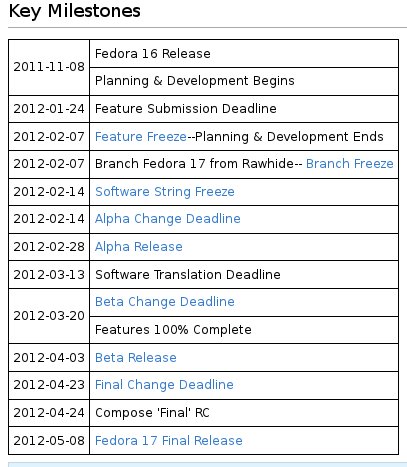 Key Milestones
2011-11-08 Fedora 16 Release
Planning & Development Begins
2012-01-24 Feature Submission Deadline
2012-02-07 Feature Freeze--Planning & Development Ends
2012-02-07 Branch Fedora 17 from Rawhide-- Branch Freeze
2012-02-14 Software String Freeze
2012-02-14 Alpha Change Deadline
2012-02-28 Alpha Release
2012-03-13 Software Translation Deadline
2012-03-20 Beta Change Deadline
Features 100% Complete
2012-04-03 Beta Release
2012-04-23 Final Change Deadline
2012-04-24 Compose 'Final' RC
2012-05-08 Fedora 17 Final Release